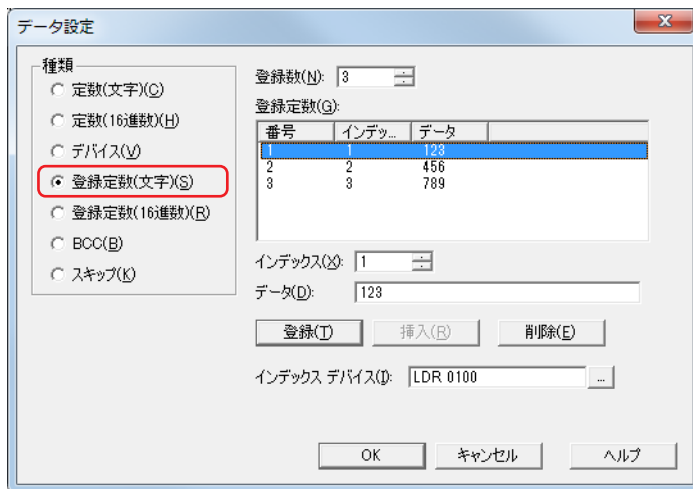 データ設定
種類
定数(文字)(C)
定数(16進数)(H)
デバイス(V)
登録定数(文字)(S)
登録定数(16進数)(R)
BCC(B)
スキップ(K)
登録数(N): 3
登録定数(G):
番号 インデッ... データ
1 1 123
2 2 456
3 3 789
インデックス(X): 1
データ(D): 123
登録(T) 挿入(R) 削除(E)
インデックス デバイス(I): LDR 0100 ...
OK キャンセル ヘルプ